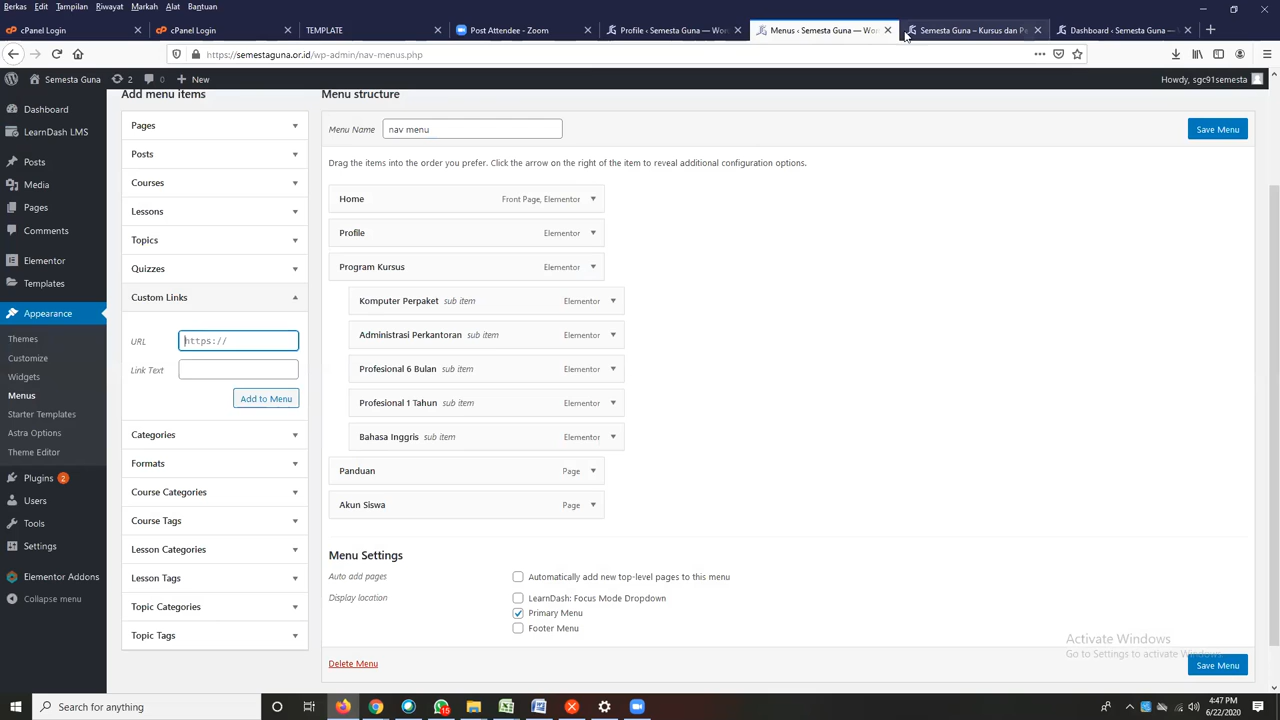 Berkas Edit Tampilan Riwayat Markah Alat Bantuan
cPanel Login
cPanel Login
TEMPLATE
Post Attendee - Zoom
Profile ‹ Semesta Guna — Wor
Menus ‹ Semesta Guna — Wor
Semesta Guna – Kursus dan Pe
Dashboard ‹ Semesta Guna —
https://semestaguna.or.id/wp-admin/nav-menus.php
Semesta Guna 2 0 New
Howdy, sgc91semesta
Dashboard
LearnDash LMS
Posts
Media
Pages
Comments
Elementor
Templates
Appearance
Themes
Customize
Widgets
Menus
Starter Templates
Astra Options
Theme Editor
Plugins 2
Users
Tools
Settings
Elementor Addons
Collapse menu
Add menu items
Pages
Posts
Courses
Lessons
Topics
Quizzes
Custom Links
URL https://
Link Text
Add to Menu
Categories
Formats
Course Categories
Course Tags
Lesson Categories
Lesson Tags
Topic Categories
Topic Tags
Menu structure
Menu Name nav menu
Save Menu
Drag the items into the order you prefer. Click the arrow on the right of the item to reveal additional configuration options.
Home Front Page, Elementor
Profile Elementor
Program Kursus Elementor
Komputer Perpaket sub item Elementor
Administrasi Perkantoran sub item Elementor
Profesional 6 Bulan sub item Elementor
Profesional 1 Tahun sub item Elementor
Bahasa Inggris sub item Elementor
Panduan Page
Akun Siswa Page
Menu Settings
Auto add pages Automatically add new top-level pages to this menu
Display location LearnDash: Focus Mode Dropdown
Primary Menu
Footer Menu
Delete Menu
Save Menu
Activate Windows
Go to Settings to activate Windows.
Search for anything
15
4:47 PM
6/22/2020